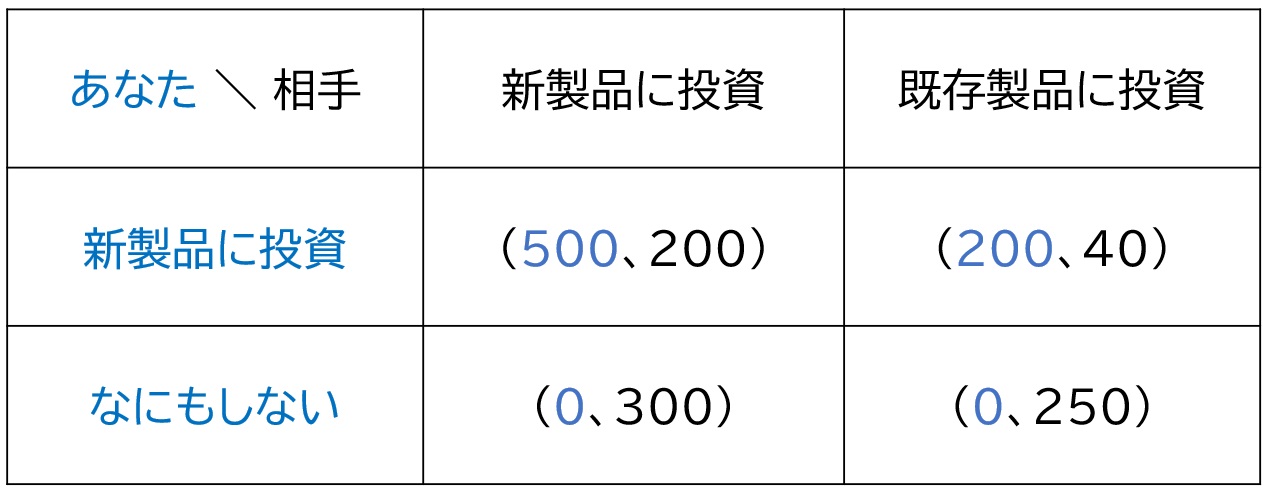 あなた ＼ 相手 新製品に投資 既存製品に投資
新製品に投資 （500、200） （200、40）
なにもしない （0、300） （0、250）